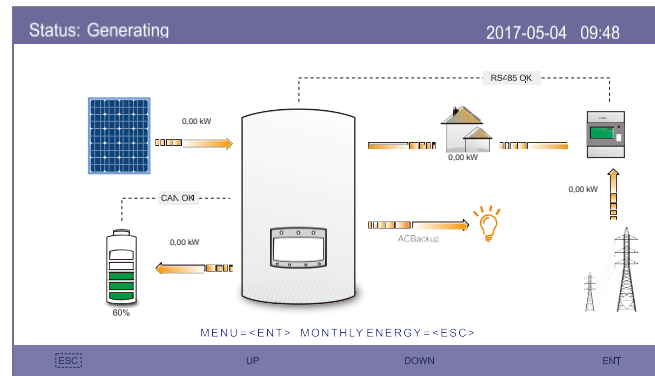 Status: Generating
2017-05-04 09:48
RS485 OK
0,00 kW
0,00 kW
CAN OK!
0,00 kW
0,00 kW
ACBackup
60%
MENU=<ENT> MONTHLY ENERGY=<ESC>
ESC UP DOWN ENT